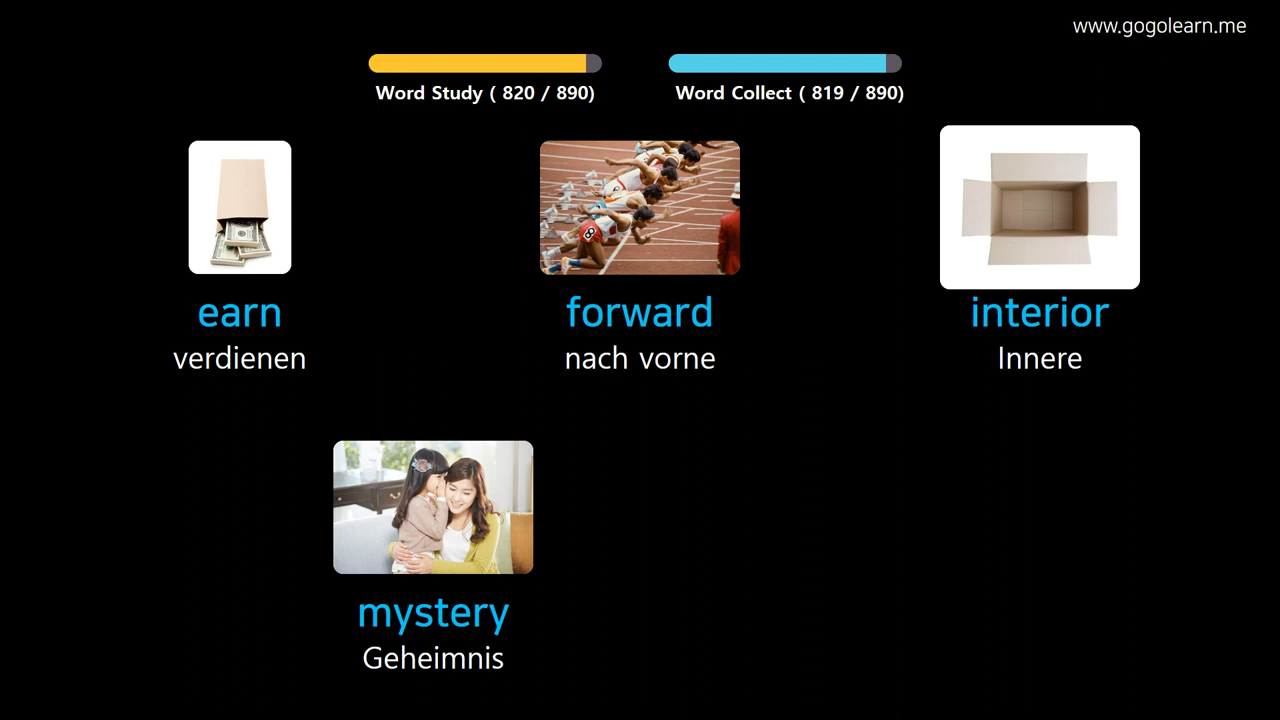 www.gogolearn.me
Word Study ( 820 / 890)
Word Collect ( 819 / 890)
earn
verdienen
forward
nach vorne
interior
Innere
mystery
Geheimnis